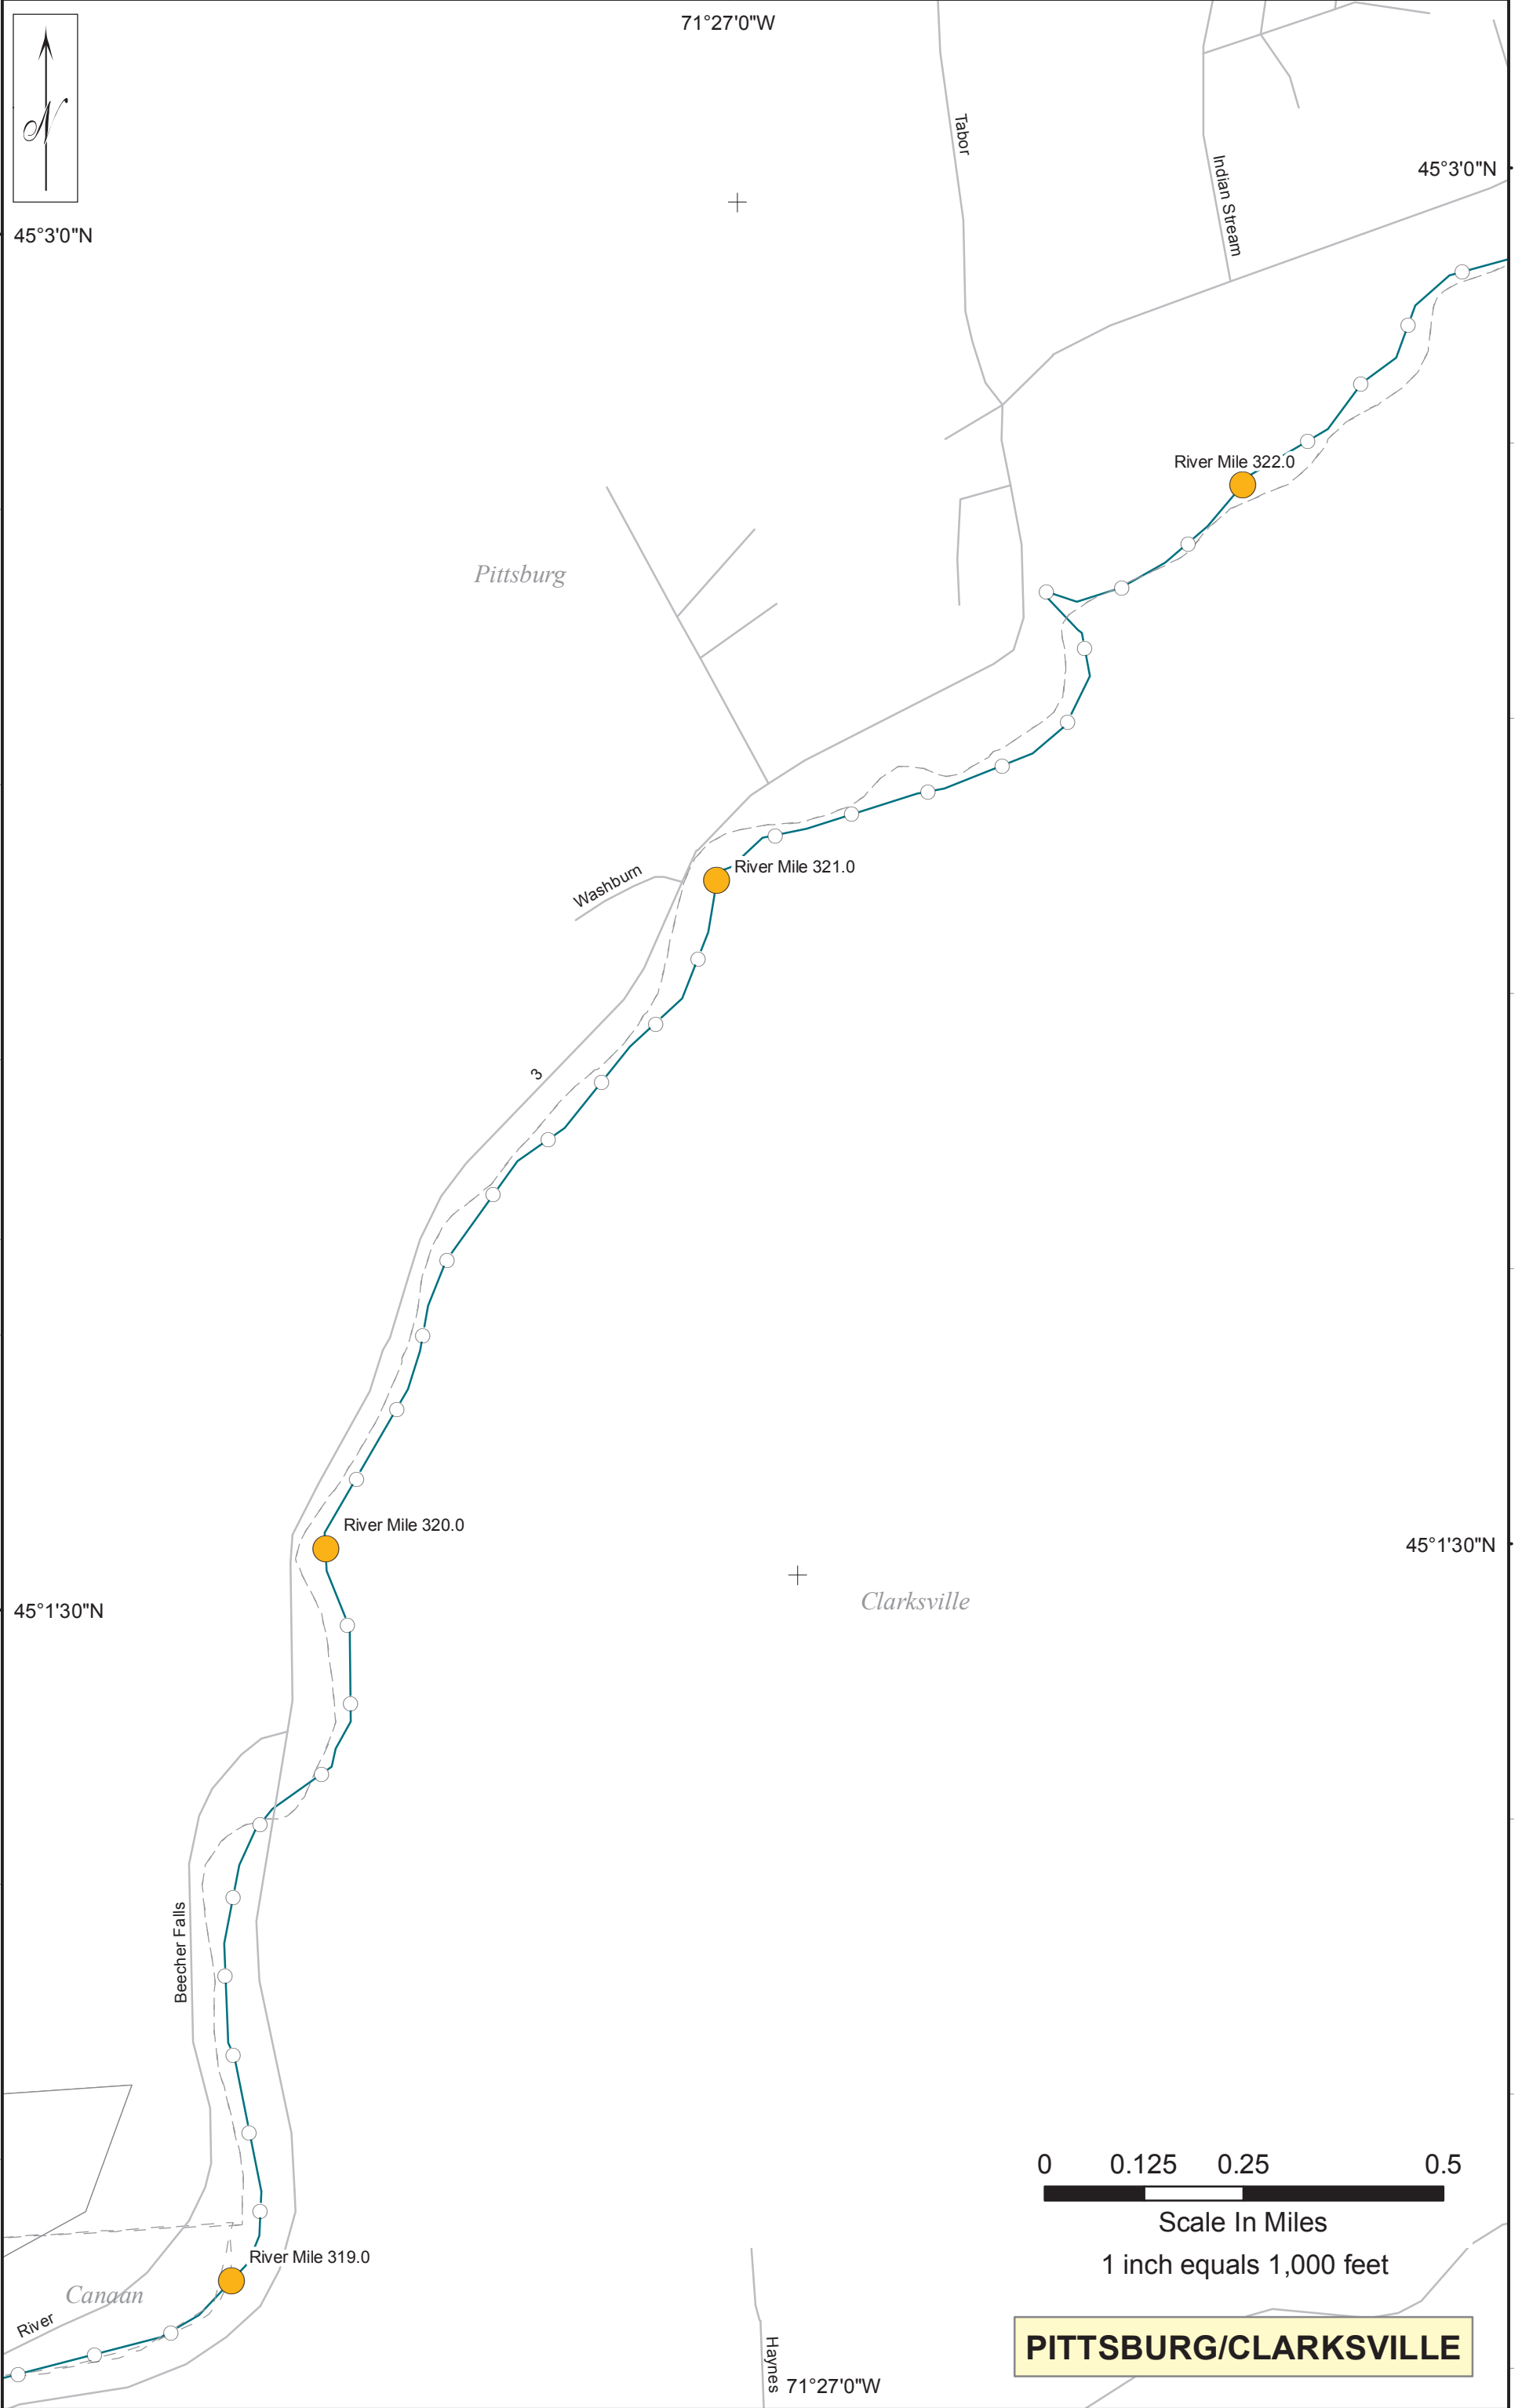 71°27'0"W
N
Tabor
Indian Stream
45°3'0"N
45°3'0"N
River Mile 322.0
Pittsburg
River Mile 321.0
Washburn
3
River Mile 320.0
45°1'30"N
Clarksville
45°1'30"N
Beecher Falls
0 0.125 0.25 0.5
Scale In Miles
1 inch equals 1,000 feet
River Mile 319.0
Canaan
River
PITTSBURG/CLARKSVILLE
Haynes
71°27'0"W